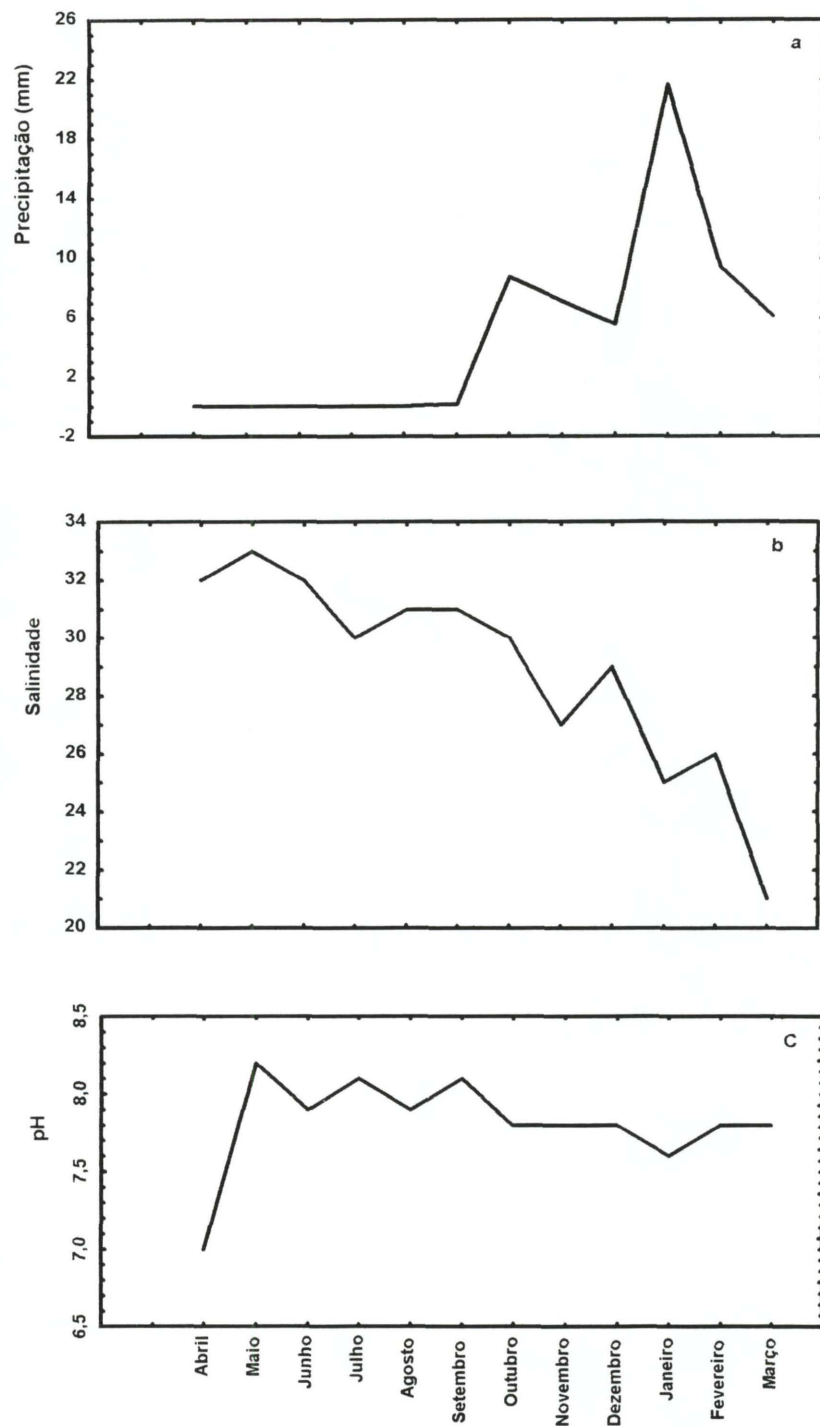 a
Precipitação (mm)
26
22
18
14
10
6
2
-2
b
Salinidade
34
32
30
28
26
24
22
20
C
pH
8,5
8,0
7,5
7,0
6,5
Abril
Maio
Junho
Julho
Agosto
Setembro
Outubro
Novembro
Dezembro
Janeiro
Fevereiro
Março